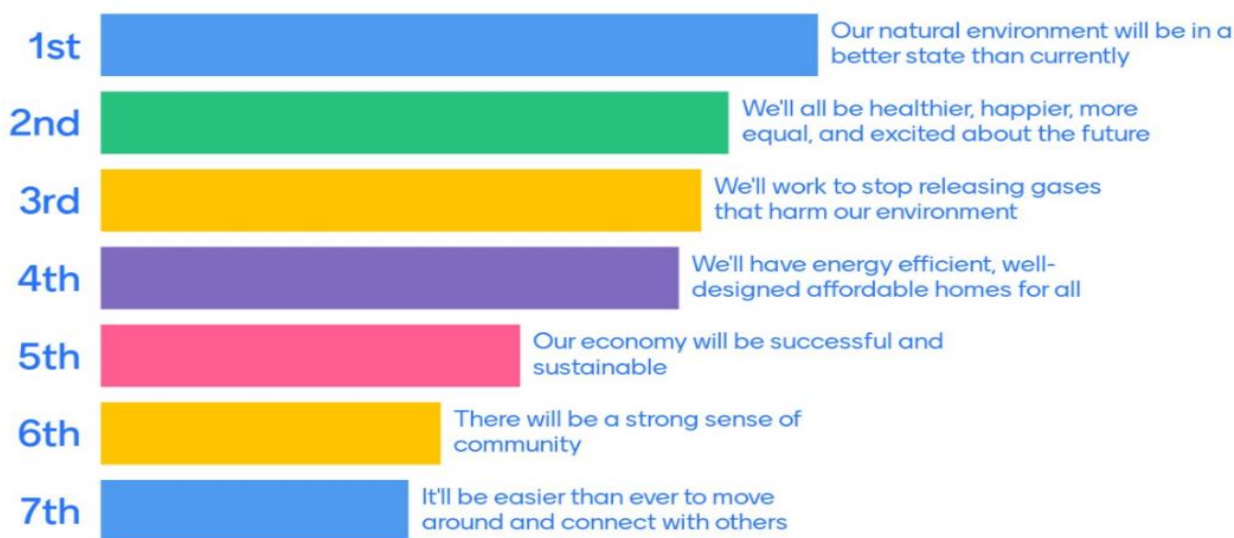 1st
Our natural environment will be in a
better state than currently
2nd
We'll all be healthier, happier, more
equal, and excited about the future
3rd
We'll work to stop releasing gases
that harm our environment
4th
We'll have energy efficient, well-
designed affordable homes for all
5th
Our economy will be successful and
sustainable
6th
There will be a strong sense of
community
7th
It'll be easier than ever to move
around and connect with others